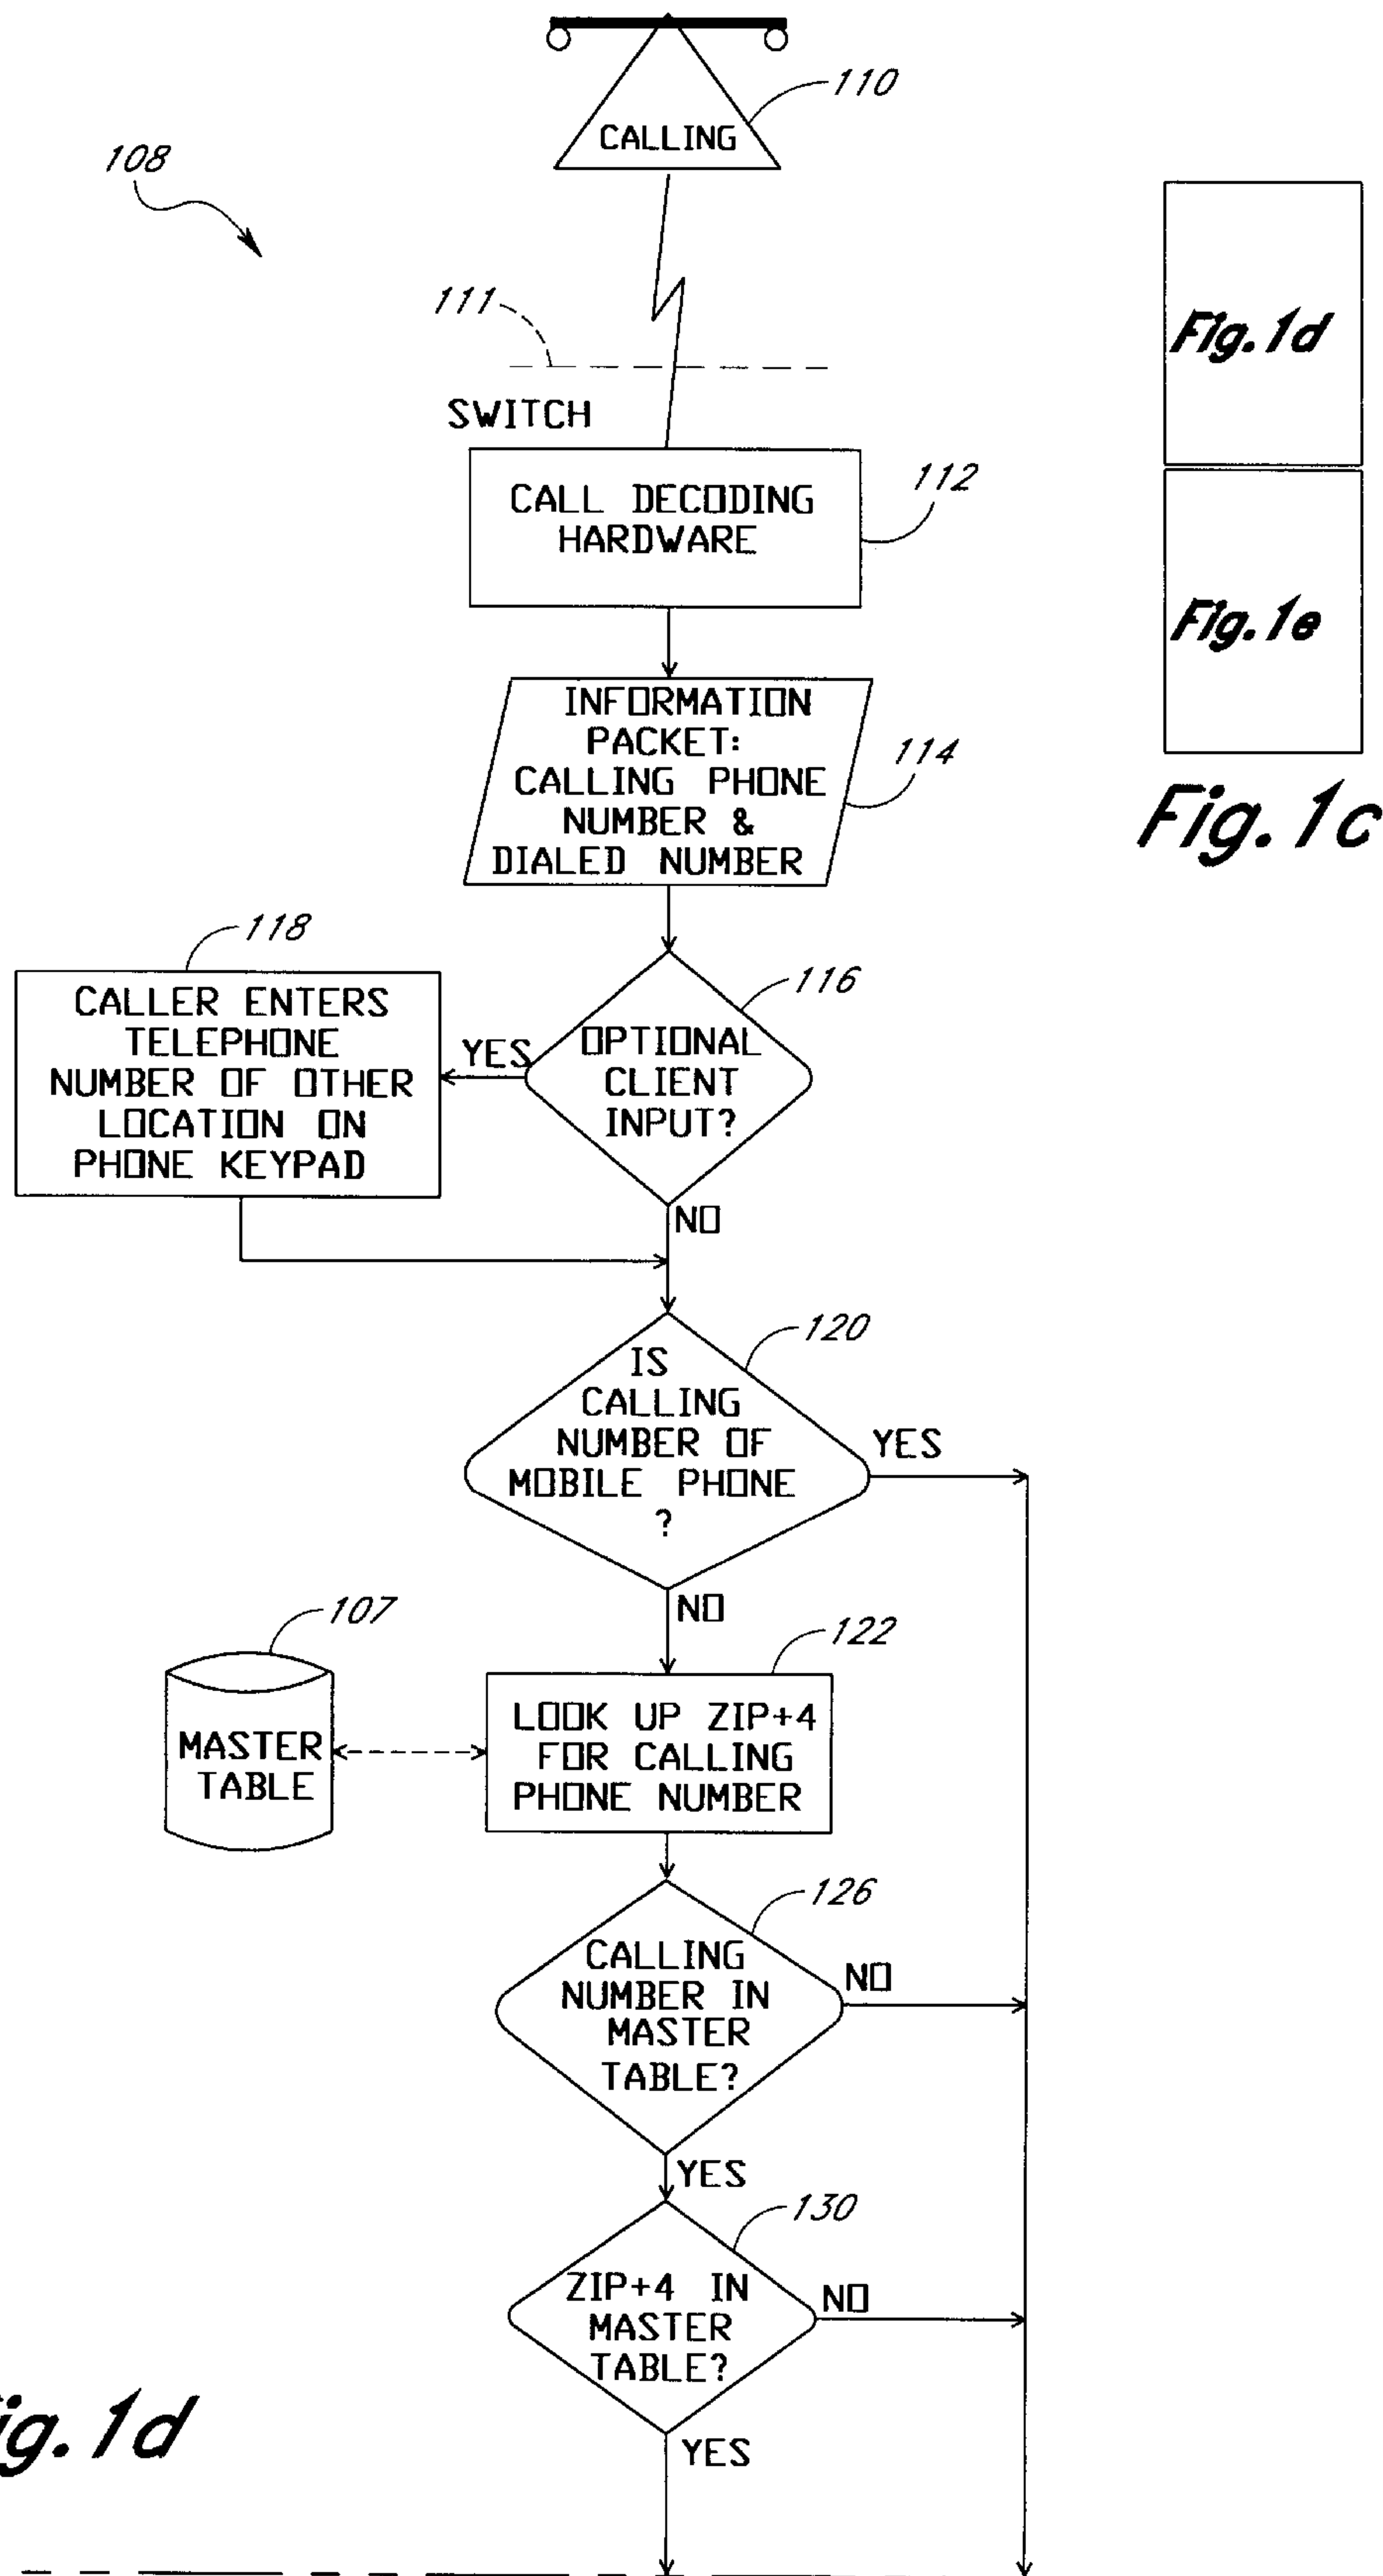 110
CALLING
108
111
SWITCH
Fig. 1d
112
CALL DECODING
HARDWARE
Fig. 1e
INFORMATION
PACKET:
CALLING PHONE
NUMBER &
DIALED NUMBER
114
Fig. 1c
118
CALLER ENTERS
TELEPHONE
NUMBER OF OTHER
LOCATION ON
PHONE KEYPAD
YES
116
OPTIONAL
CLIENT
INPUT?
NO
120
IS
CALLING
NUMBER OF
MOBILE PHONE
?
YES
NO
107
MASTER
TABLE
122
LOOK UP ZIP+4
FOR CALLING
PHONE NUMBER
126
CALLING
NUMBER IN
MASTER
TABLE?
NO
YES
130
ZIP+4 IN
MASTER
TABLE?
NO
YES
ig. 1d